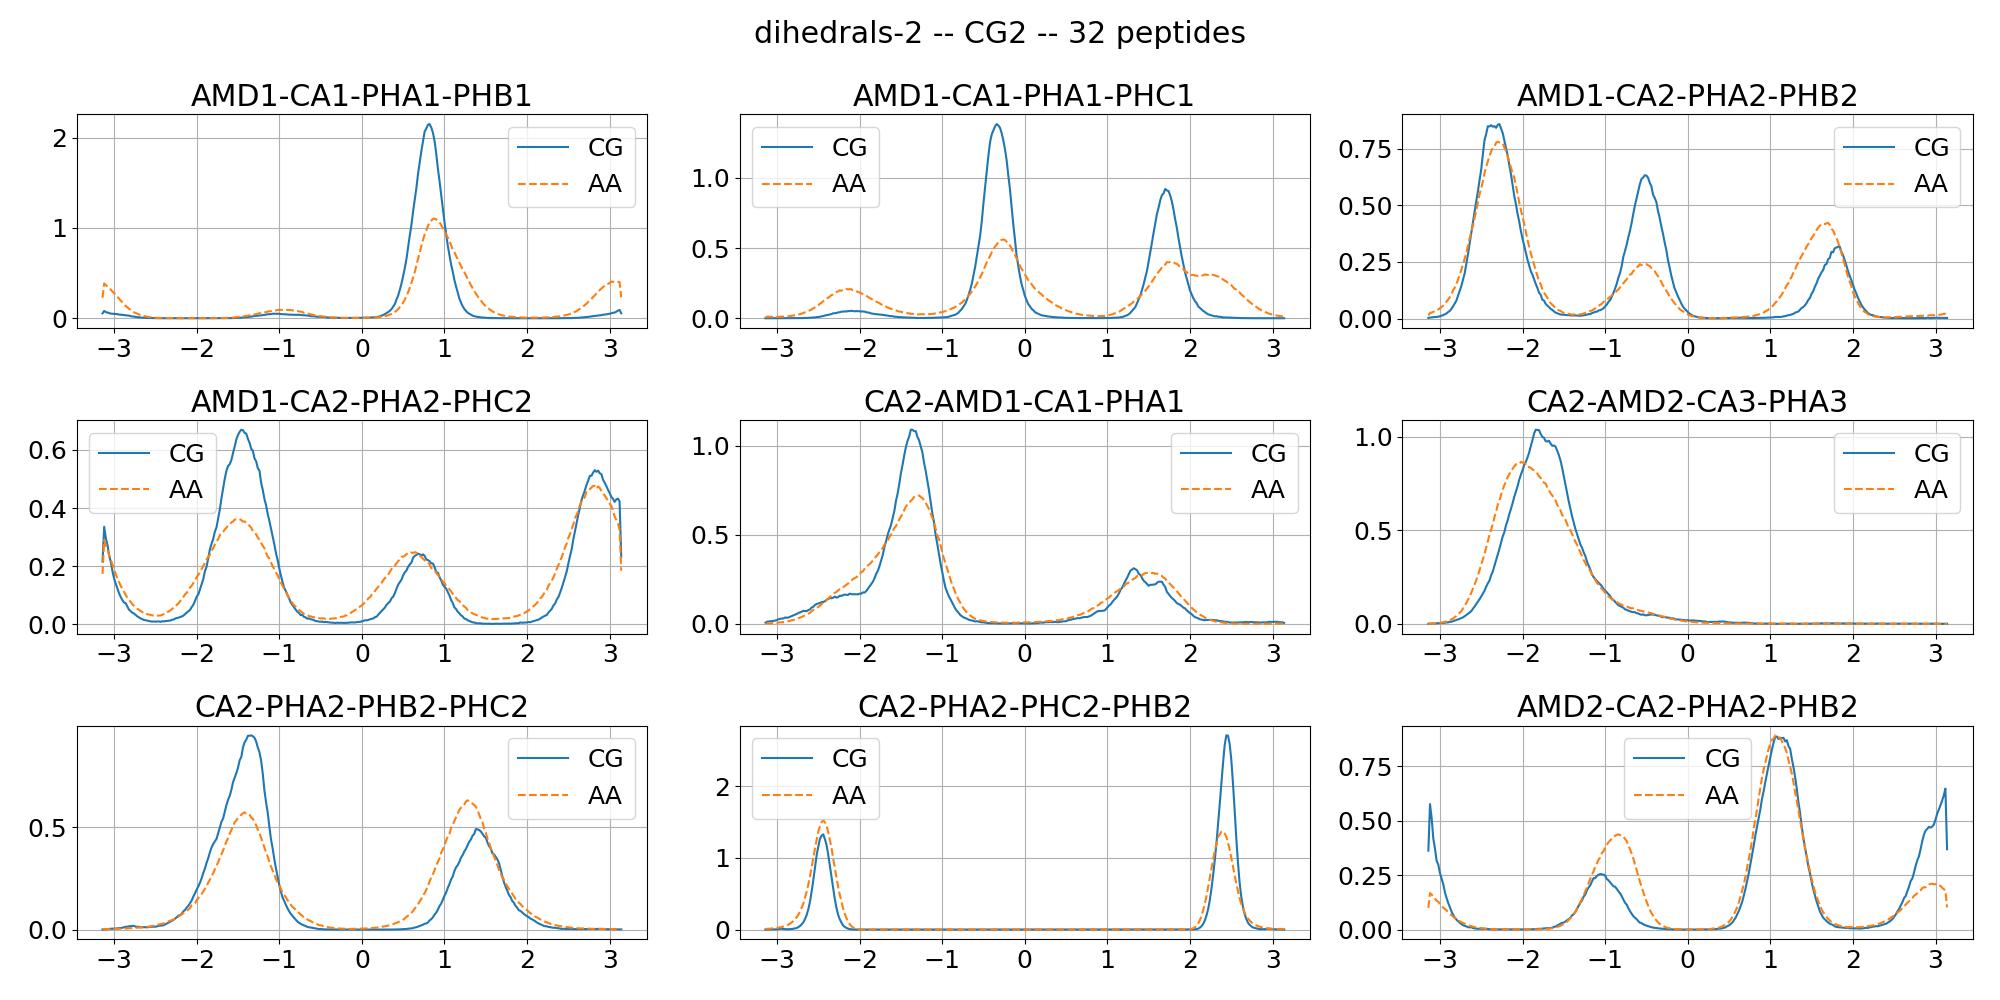 dihedrals-2 -- CG2 -- 32 peptides
AMD1-CA1-PHA1-PHB1
AMD1-CA1-PHA1-PHC1
AMD1-CA2-PHA2-PHB2
2
1
0
CG
AA
−3 −2 −1 0 1 2 3
1.0
0.5
0.0
CG
AA
−3 −2 −1 0 1 2 3
0.75
0.50
0.25
0.00
CG
AA
−3 −2 −1 0 1 2 3
AMD1-CA2-PHA2-PHC2
CA2-AMD1-CA1-PHA1
CA2-AMD2-CA3-PHA3
0.6
0.4
0.2
0.0
CG
AA
−3 −2 −1 0 1 2 3
1.0
0.5
0.0
CG
AA
−3 −2 −1 0 1 2 3
1.0
0.5
0.0
CG
AA
−3 −2 −1 0 1 2 3
CA2-PHA2-PHB2-PHC2
CA2-PHA2-PHC2-PHB2
AMD2-CA2-PHA2-PHB2
0.5
0.0
CG
AA
−3 −2 −1 0 1 2 3
2
1
0
CG
AA
−3 −2 −1 0 1 2 3
0.75
0.50
0.25
0.00
CG
AA
−3 −2 −1 0 1 2 3